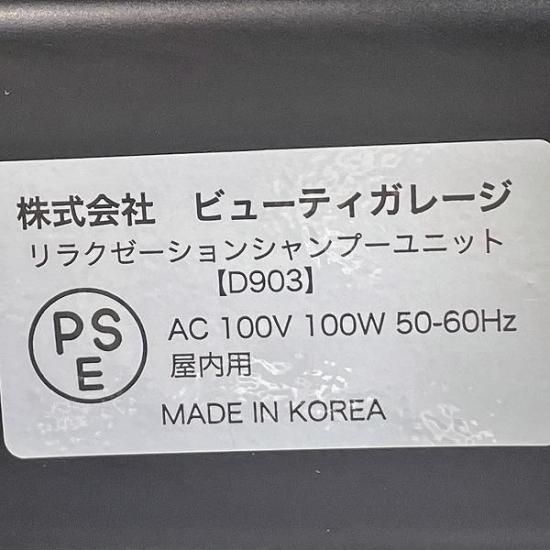 株式会社　ビューティガレージ
リラクゼーションシャンプーユニット
【D903】
PS
E
AC 100V 100W 50-60Hz
屋内用
MADE IN KOREA